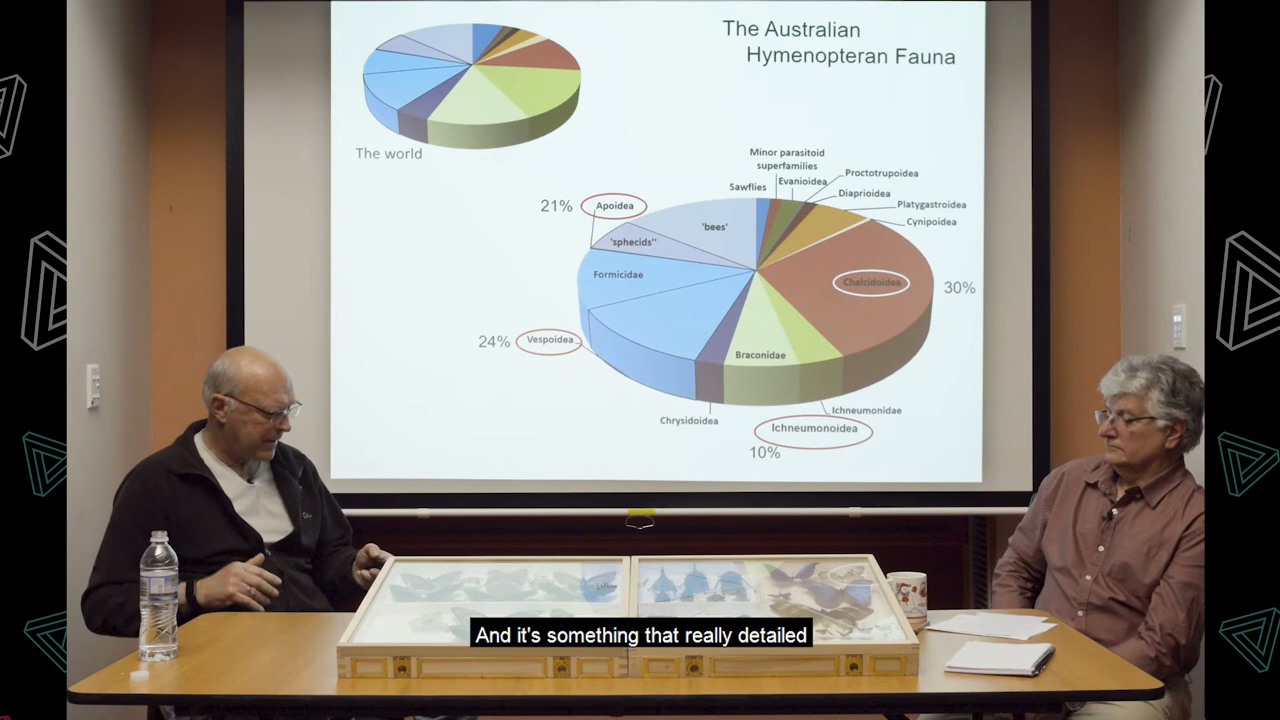 The Australian
Hymenopteran Fauna
The world
Minor parasitoid
superfamilies
Proctotrupoidea
Sawflies
Evanioidea
Diaprioidea
Platygastroidea
Cynipoidea
21%
Apoidea
'bees'
'sphecids"
Formicidae
Chalcidoidea
30%
24%
Vespoidea
Braconidae
Chrysidoidea
Ichneumonidae
Ichneumonoidea
10%
And it's something that really detailed